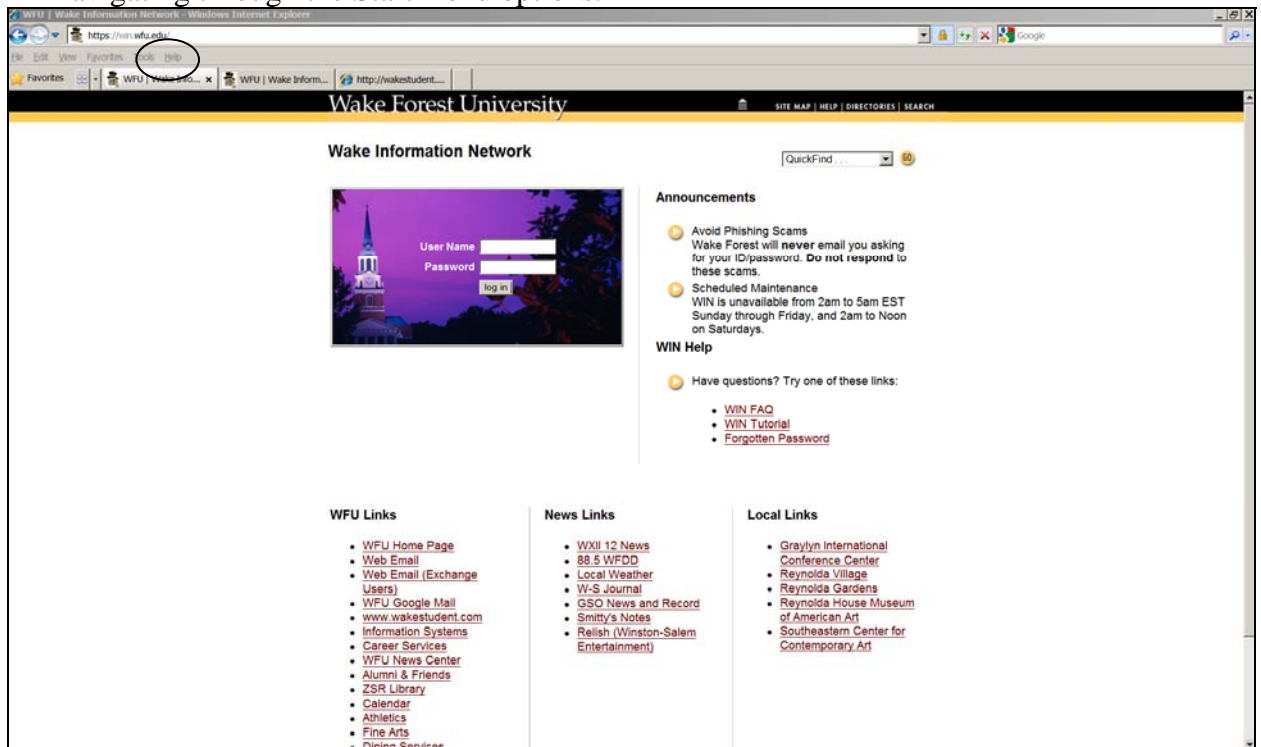 navigating through the Start menu options.
WFU | Wake Information Network - Windows Internet Explorer
https://win.wfu.edu/
Google
File Edit View Favorites Tools Help
Favorites
WFU | Wake Info... x
WFU | Wake Inform...
http://wakestudent....
Wake Forest University
SITE MAP | HELP | DIRECTORIES | SEARCH
Wake Information Network
QuickFind . . .
GO
User Name
Password
log in
Announcements
Avoid Phishing Scams
Wake Forest will never email you asking
for your ID/password. Do not respond to
these scams.
Scheduled Maintenance
WIN is unavailable from 2am to 5am EST
Sunday through Friday, and 2am to Noon
on Saturdays.
WIN Help
Have questions? Try one of these links:
WIN FAQ
WIN Tutorial
Forgotten Password
WFU Links
WFU Home Page
Web Email
Web Email (Exchange
Users)
WFU Google Mail
www.wakestudent.com
Information Systems
Career Services
WFU News Center
Alumni & Friends
ZSR Library
Calendar
Athletics
Fine Arts
Dining Services
News Links
WXII 12 News
88.5 WFDD
Local Weather
W-S Journal
GSO News and Record
Smitty's Notes
Relish (Winston-Salem
Entertainment)
Local Links
Graylyn International
Conference Center
Reynolda Village
Reynolda Gardens
Reynolda House Museum
of American Art
Southeastern Center for
Contemporary Art